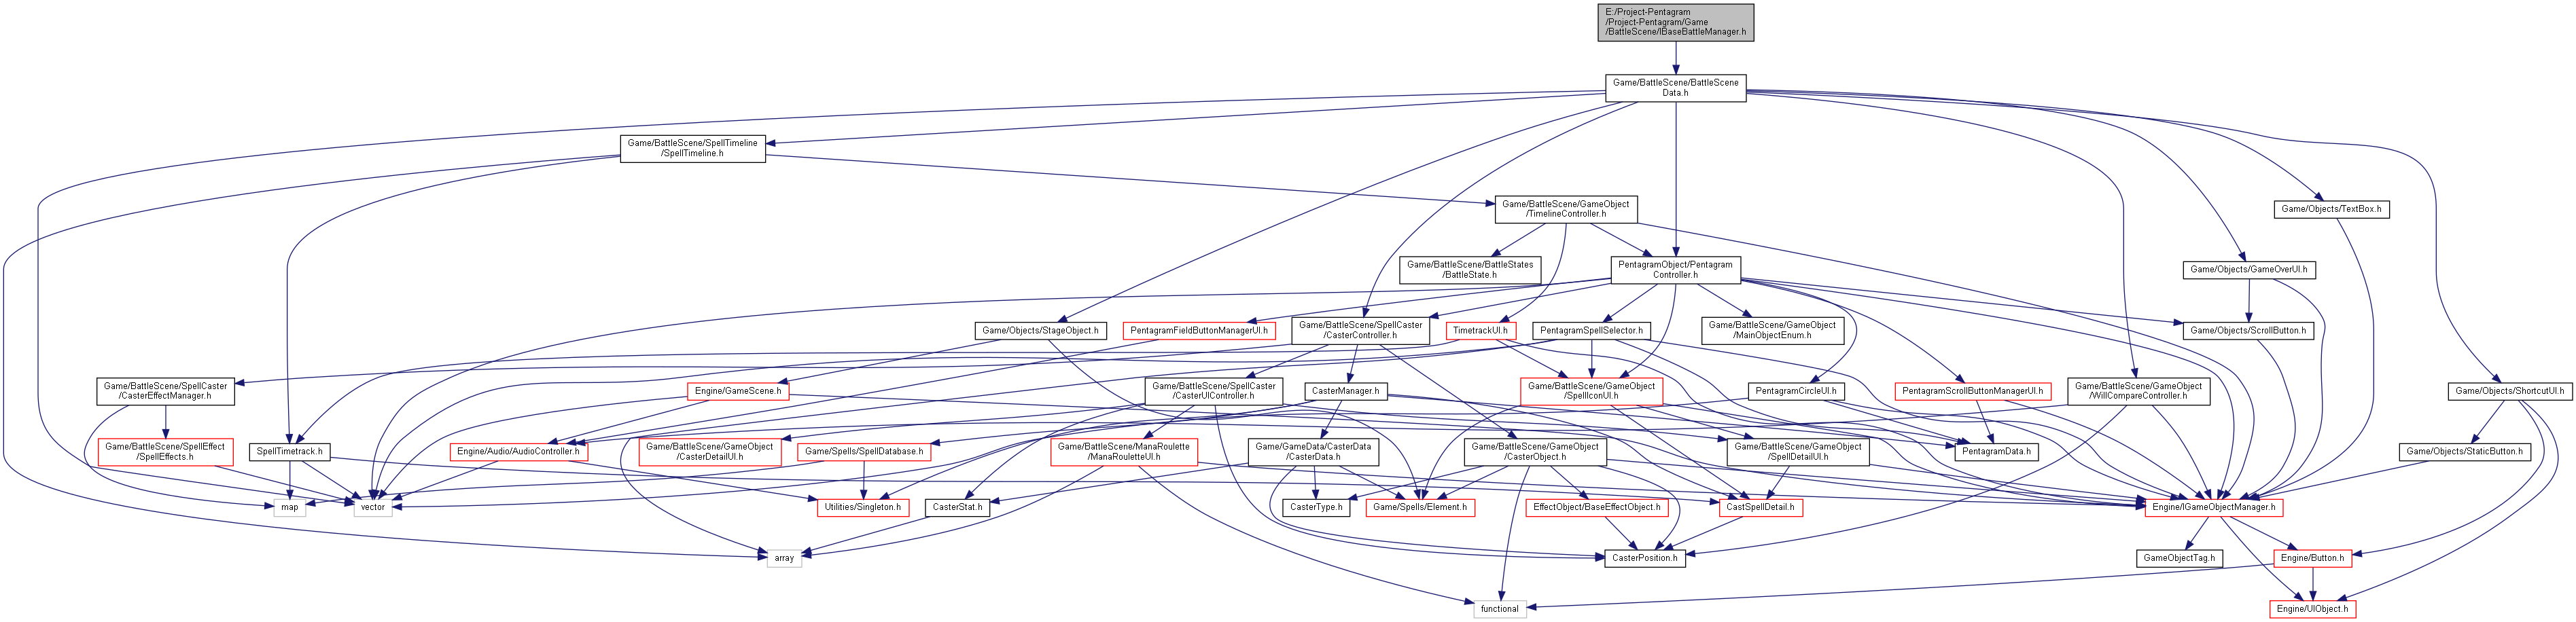 E:/Project-Pentagram
/Project-Pentagram/Game
/BattleScene/IBaseBattleManager.h
Game/BattleScene/BattleScene
Data.h
Game/BattleScene/SpellTimeline
/SpellTimeline.h
Game/BattleScene/GameObject
/TimelineController.h
Game/Objects/TextBox.h
Game/BattleScene/BattleStates
/BattleState.h
PentagramObject/Pentagram
Controller.h
Game/Objects/GameOverUI.h
Game/Objects/StageObject.h
PentagramFieldButtonManagerUI.h
Game/BattleScene/SpellCaster
/CasterController.h
TimetrackUI.h
PentagramSpellSelector.h
Game/BattleScene/GameObject
/MainObjectEnum.h
Game/Objects/ScrollButton.h
Game/BattleScene/SpellCaster
/CasterEffectManager.h
Engine/GameScene.h
Game/BattleScene/SpellCaster
/CasterUIController.h
CasterManager.h
Game/BattleScene/GameObject
/SpellIconUI.h
PentagramCircleUI.h
PentagramScrollButtonManagerUI.h
Game/BattleScene/GameObject
/WillCompareController.h
Game/Objects/ShortcutUI.h
Game/BattleScene/SpellEffect
/SpellEffects.h
SpellTimetrack.h
Engine/Audio/AudioController.h
Game/BattleScene/GameObject
/CasterDetailUI.h
Game/Spells/SpellDatabase.h
Game/BattleScene/ManaRoulette
/ManaRouletteUI.h
Game/GameData/CasterData
/CasterData.h
Game/BattleScene/GameObject
/CasterObject.h
Game/BattleScene/GameObject
/SpellDetailUI.h
PentagramData.h
Game/Objects/StaticButton.h
map
vector
Utilities/Singleton.h
CasterStat.h
CasterType.h
Game/Spells/Element.h
EffectObject/BaseEffectObject.h
CastSpellDetail.h
Engine/IGameObjectManager.h
array
CasterPosition.h
GameObjectTag.h
Engine/Button.h
functional
Engine/UIObject.h